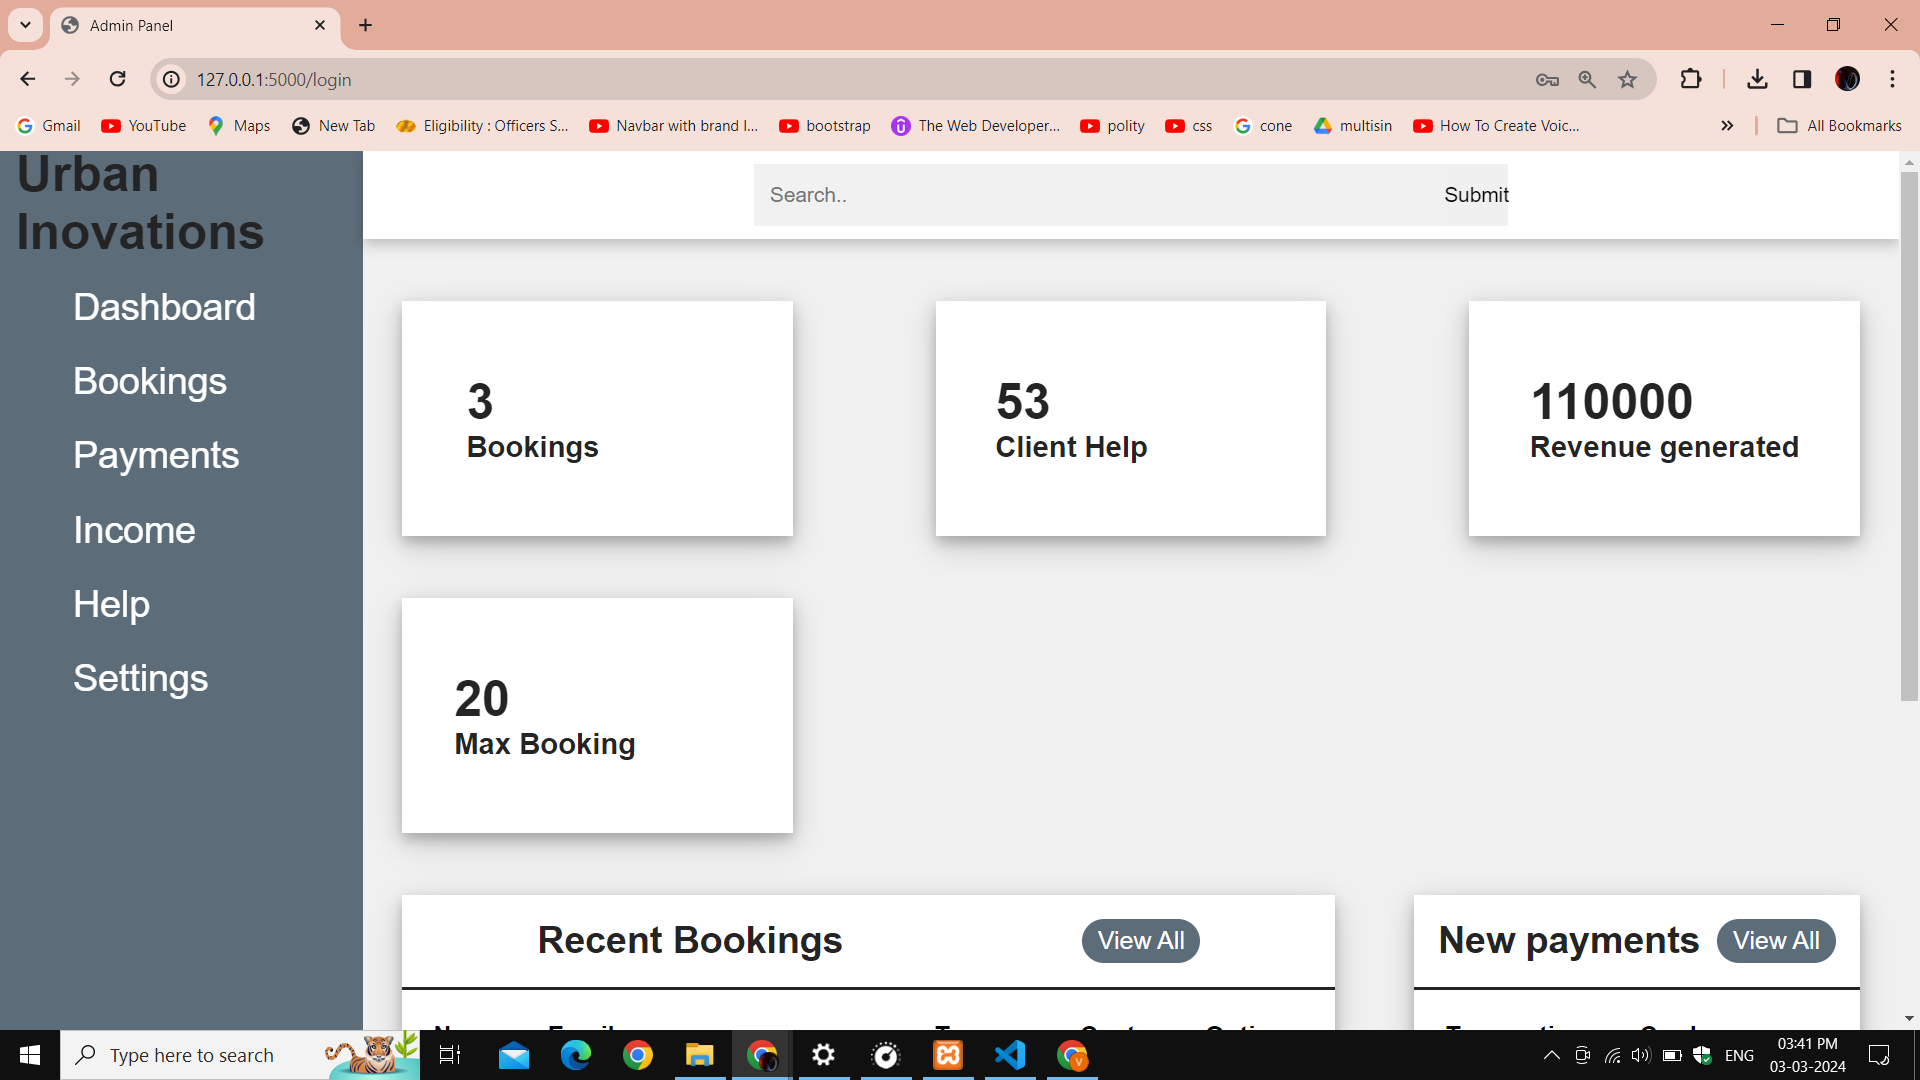 Admin Panel
127.0.0.1:5000/login
Gmail
YouTube
Maps
New Tab
Eligibility : Officers S...
Navbar with brand I...
bootstrap
The Web Developer...
polity
css
cone
multisin
How To Create Voic...
All Bookmarks
Urban
Inovations
Dashboard
Bookings
Payments
Income
Help
Settings
Search..
Submit
3
Bookings
53
Client Help
110000
Revenue generated
20
Max Booking
Recent Bookings
View All
New payments
View All
Type here to search
ENG
03:41 PM
03-03-2024